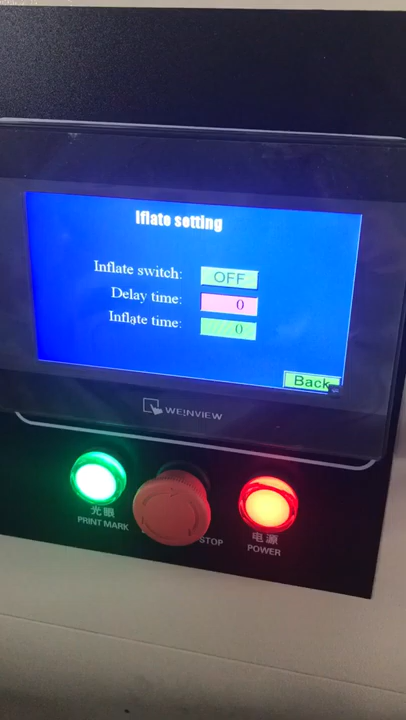 Iflate setting
Inflate switch: OFF
Delay time: 0
Inflate time: 0
Back
WEINVIEW
光眼
PRINT MARK
STOP
电源
POWER